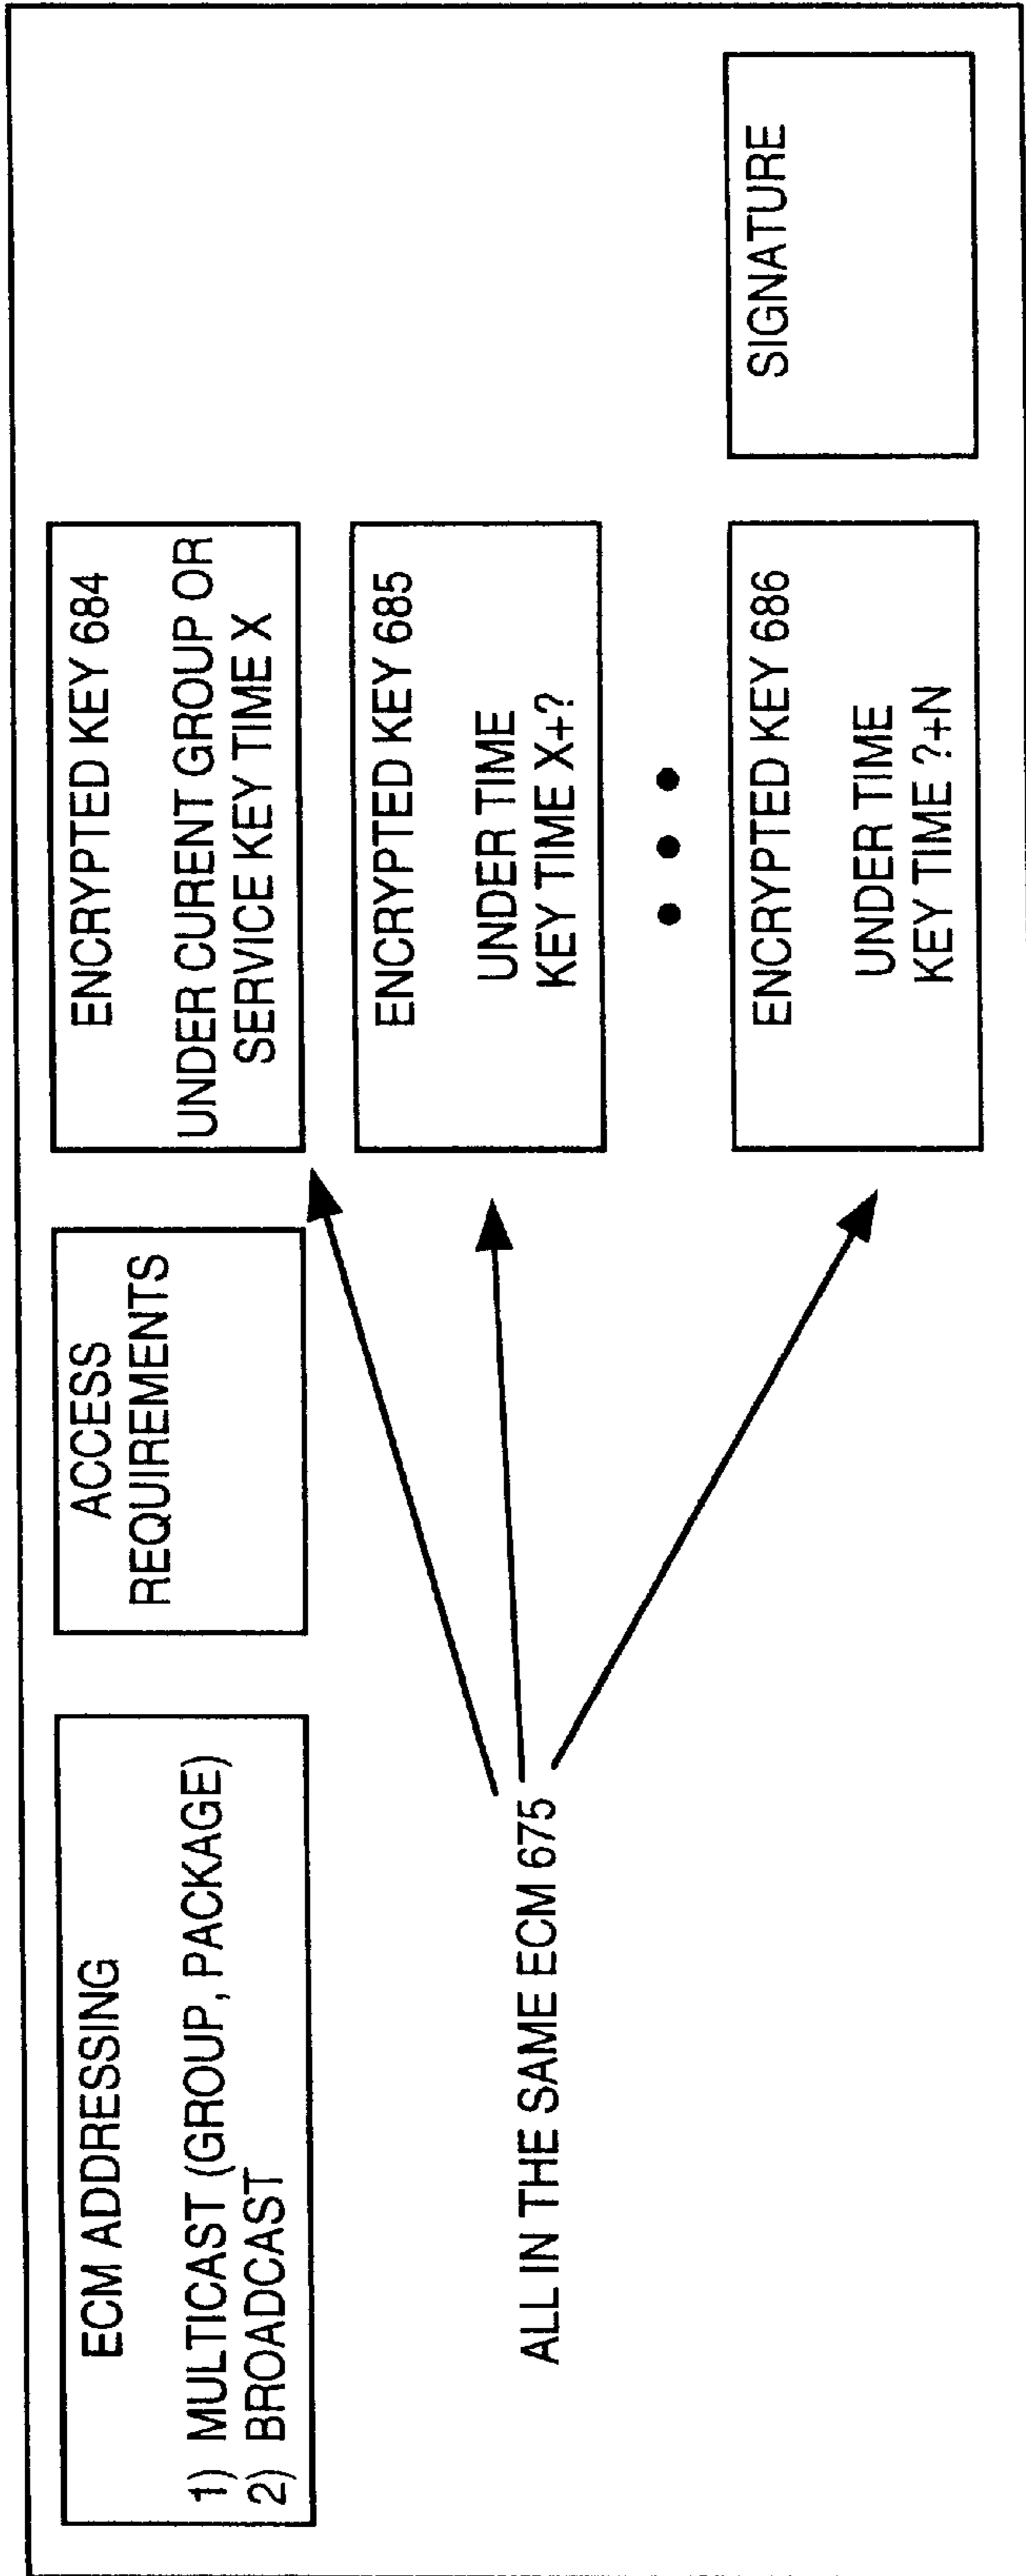 ECM ADDRESSING
1) MULTICAST (GROUP, PACKAGE)
2) BROADCAST
ACCESS
REQUIREMENTS
ENCRYPTED KEY 684
UNDER CURENT GROUP OR
SERVICE KEY TIME X
ENCRYPTED KEY 685
UNDER TIME
KEY TIME X+?
ENCRYPTED KEY 686
UNDER TIME
KEY TIME ?+N
SIGNATURE
ALL IN THE SAME ECM 675